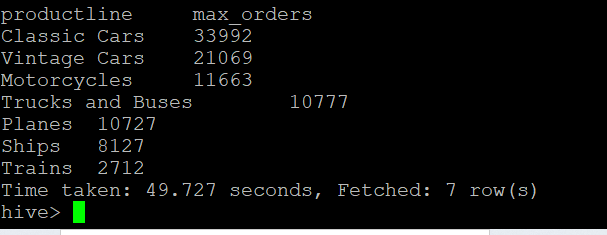 productline max_orders
Classic Cars 33992
Vintage Cars 21069
Motorcycles 11663
Trucks and Buses 10777
Planes 10727
Ships 8127
Trains 2712
Time taken: 49.727 seconds, Fetched: 7 row(s)
hive>